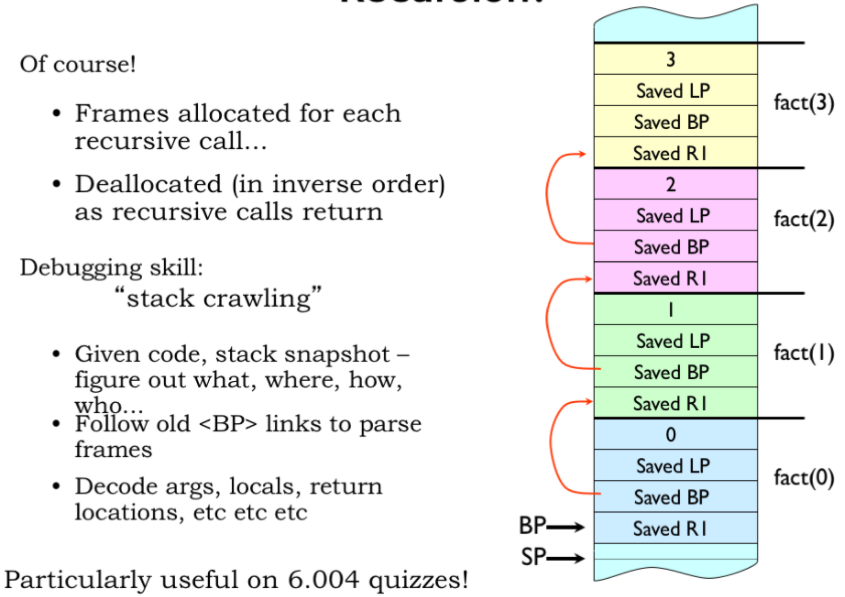 Of course!
• Frames allocated for each
recursive call...
• Deallocated (in inverse order)
as recursive calls return
Debugging skill:
“stack crawling”
• Given code, stack snapshot –
figure out what, where, how,
who...
• Follow old <BP> links to parse
frames
• Decode args, locals, return
locations, etc etc etc
Particularly useful on 6.004 quizzes!
3
Saved LP
Saved BP
Saved R1
fact(3)
2
Saved LP
Saved BP
Saved R1
fact(2)
1
Saved LP
Saved BP
Saved R1
fact(1)
0
Saved LP
Saved BP
Saved R1
fact(0)
BP
SP